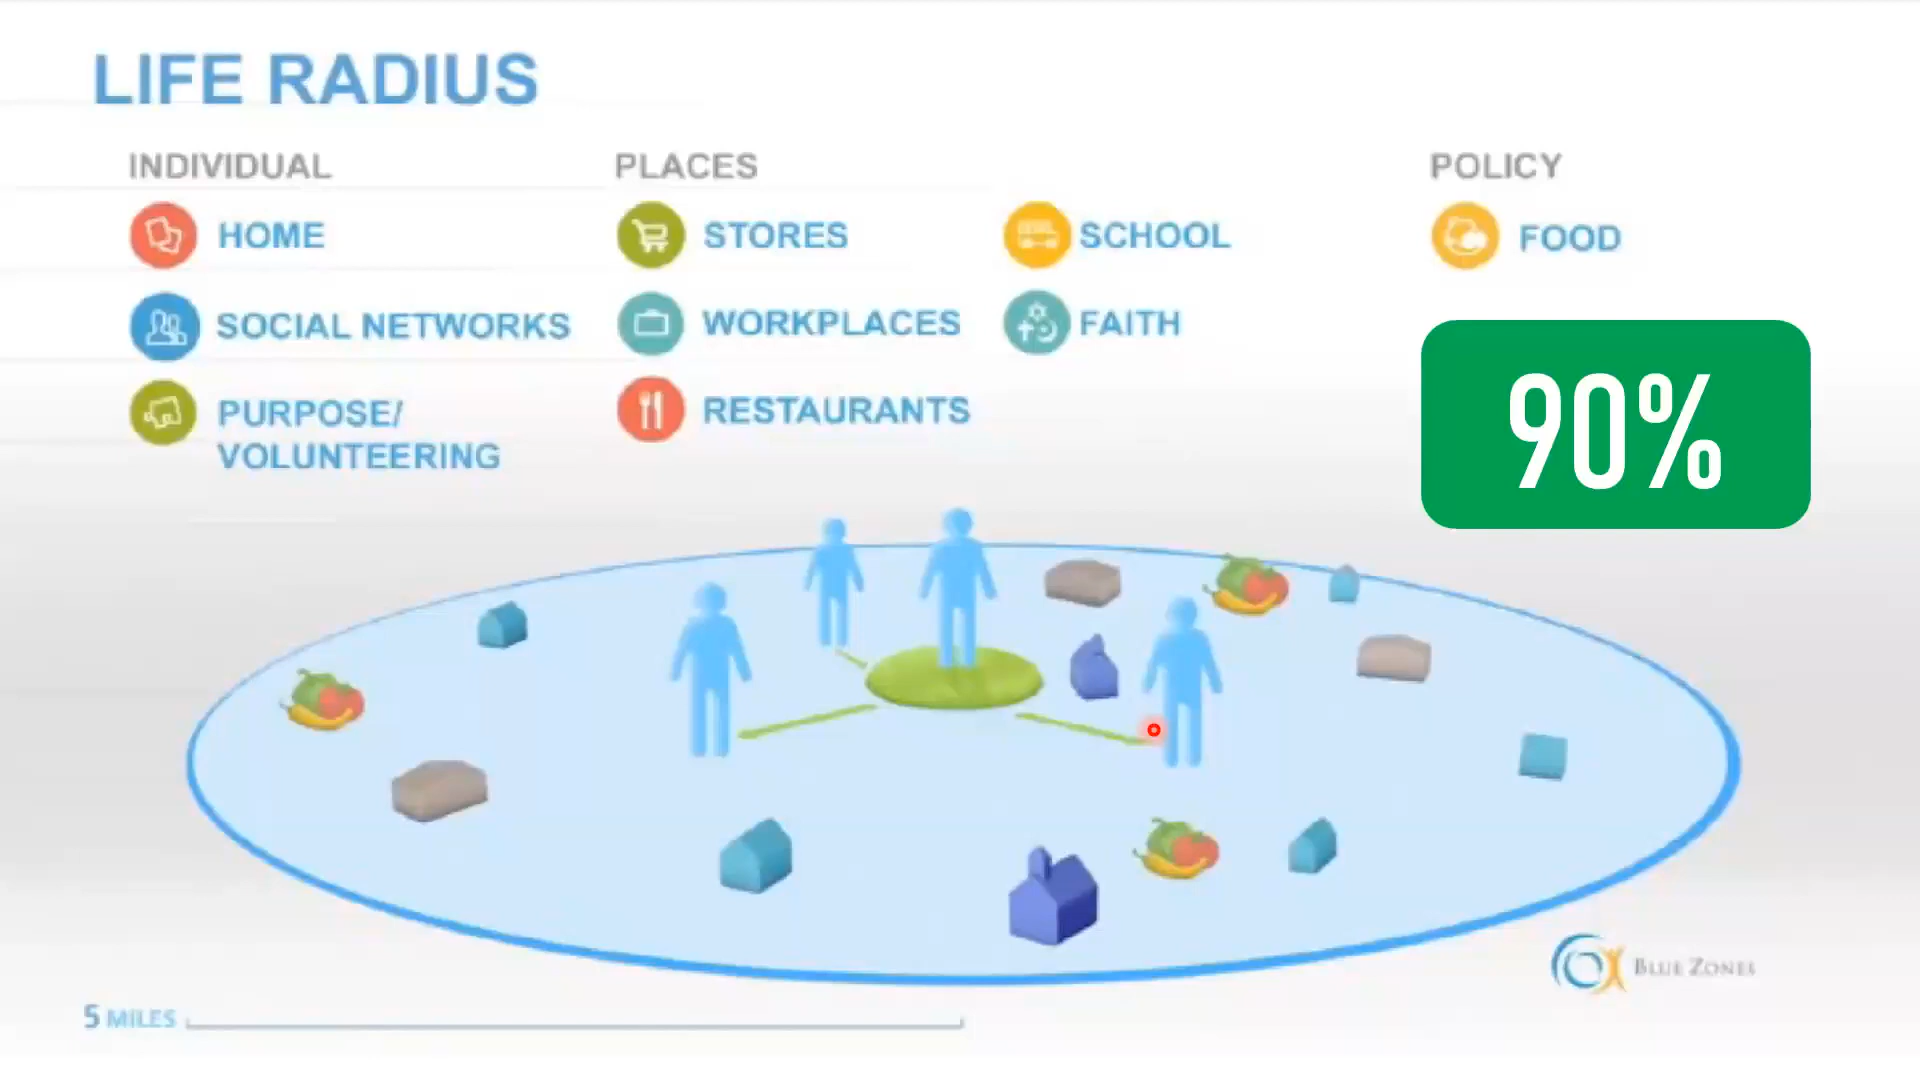 LIFE RADIUS
INDIVIDUAL
HOME
SOCIAL NETWORKS
PURPOSE/
VOLUNTEERING
PLACES
STORES
WORKPLACES
RESTAURANTS
SCHOOL
FAITH
POLICY
FOOD
90%
BLUE ZONES
5 MILES